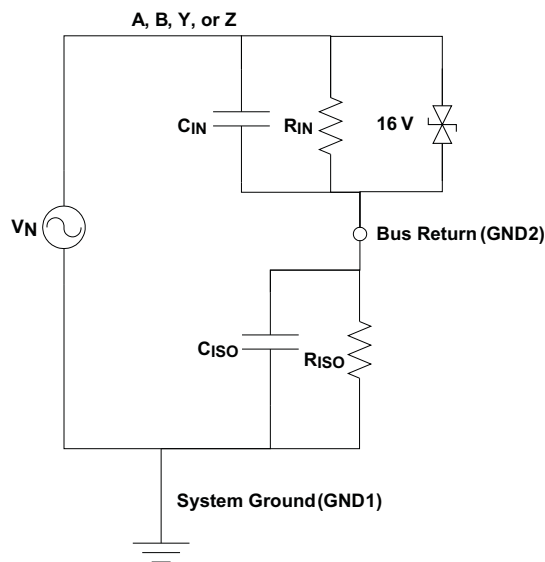 A, B, Y, or Z
CIN
RIN
16 V
VN
Bus Return (GND2)
CISO
RISO
System Ground (GND1)